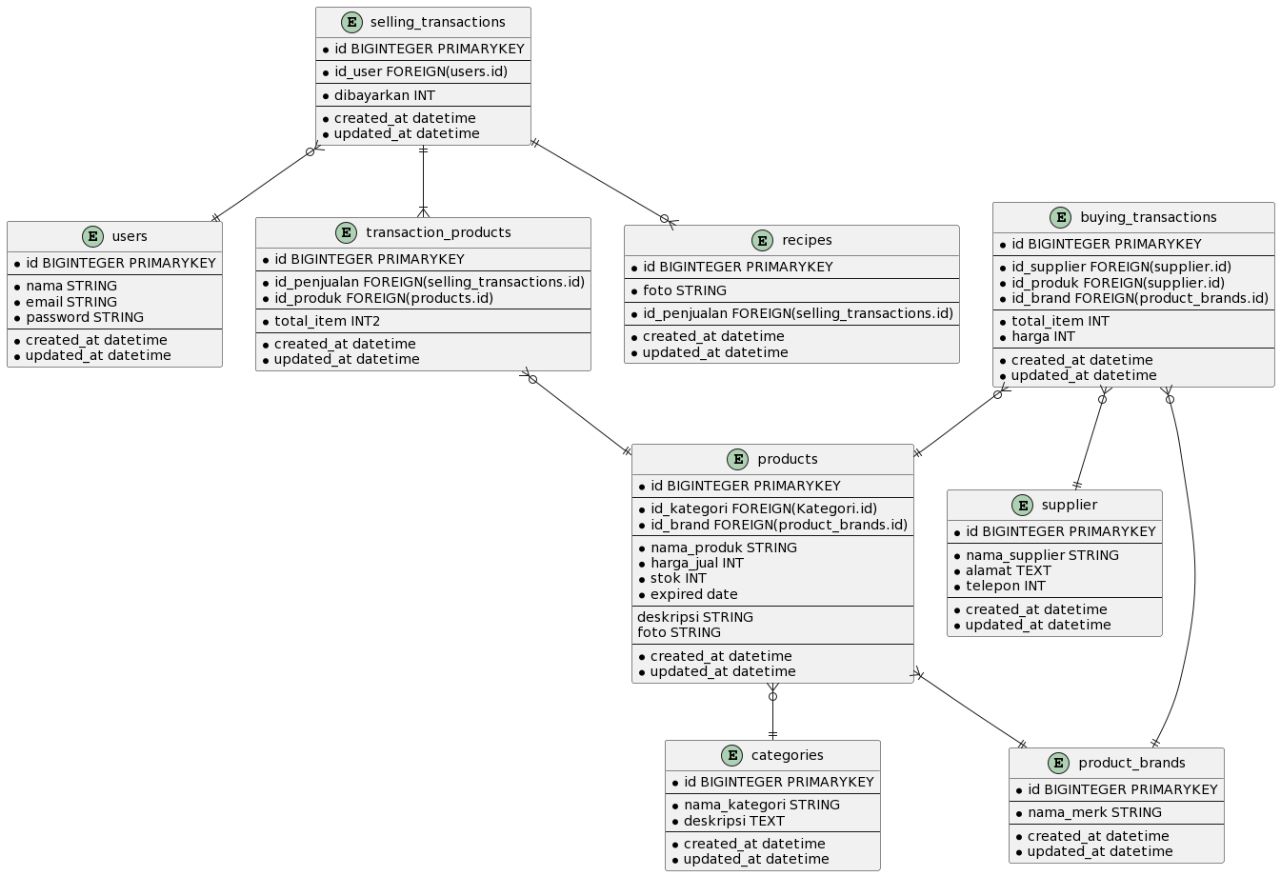 E selling_transactions
id BIGINTEGER PRIMARYKEY
id_user FOREIGN(users.id)
dibayarkan INT
created_at datetime
updated_at datetime
E users
id BIGINTEGER PRIMARYKEY
nama STRING
email STRING
password STRING
created_at datetime
updated_at datetime
E transaction_products
id BIGINTEGER PRIMARYKEY
id_penjualan FOREIGN(selling_transactions.id)
id_produk FOREIGN(products.id)
total_item INT2
created_at datetime
updated_at datetime
E recipes
id BIGINTEGER PRIMARYKEY
foto STRING
id_penjualan FOREIGN(selling_transactions.id)
created_at datetime
updated_at datetime
E buying_transactions
id BIGINTEGER PRIMARYKEY
id_supplier FOREIGN(supplier.id)
id_produk FOREIGN(supplier.id)
id_brand FOREIGN(product_brands.id)
total_item INT
harga INT
created_at datetime
updated_at datetime
E products
id BIGINTEGER PRIMARYKEY
id_kategori FOREIGN(Kategori.id)
id_brand FOREIGN(product_brands.id)
nama_produk STRING
harga_jual INT
stok INT
expired date
deskripsi STRING
foto STRING
created_at datetime
updated_at datetime
E supplier
id BIGINTEGER PRIMARYKEY
nama_supplier STRING
alamat TEXT
telepon INT
created_at datetime
updated_at datetime
E categories
id BIGINTEGER PRIMARYKEY
nama_kategori STRING
deskripsi TEXT
created_at datetime
updated_at datetime
E product_brands
id BIGINTEGER PRIMARYKEY
nama_merk STRING
created_at datetime
updated_at datetime